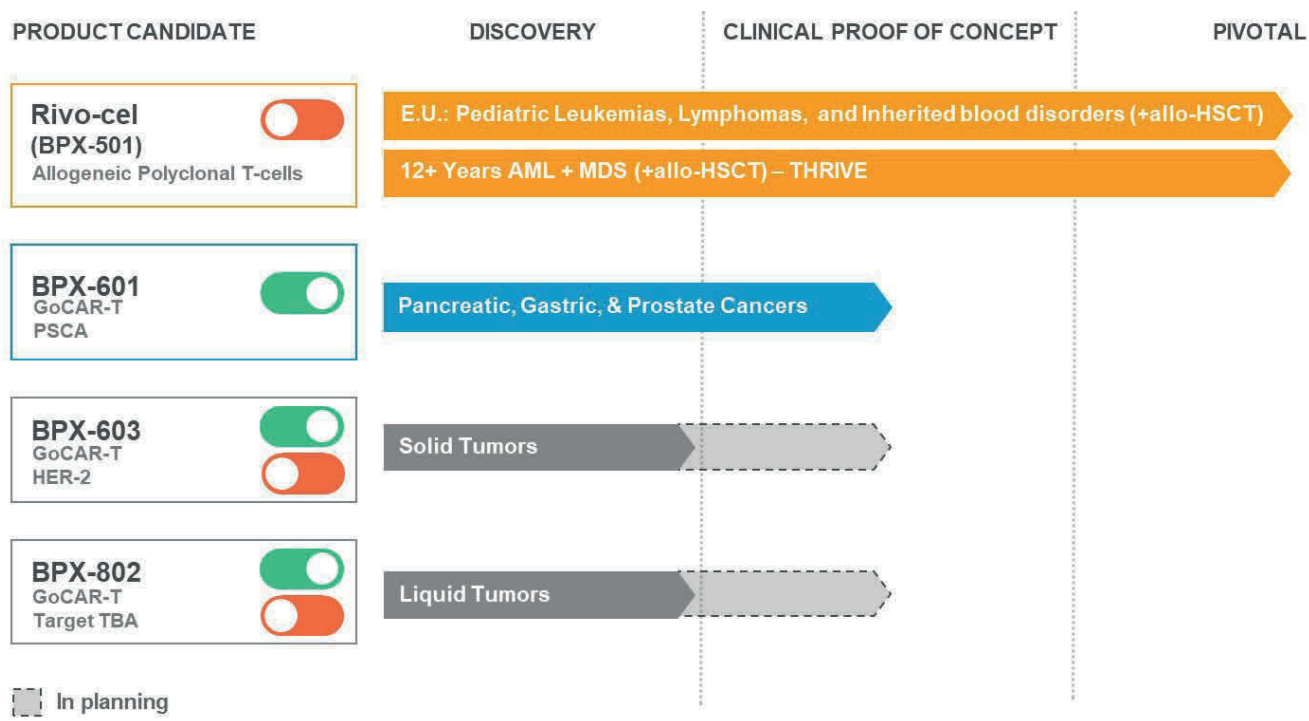 PRODUCT CANDIDATE DISCOVERY CLINICAL PROOF OF CONCEPT PIVOTAL
Rivo-cel
(BPX-501)
Allogeneic Polyclonal T-cells
E.U.: Pediatric Leukemias, Lymphomas, and Inherited blood disorders (+allo-HSCT)
12+ Years AML + MDS (+allo-HSCT) – THRIVE
BPX-601
GoCAR-T
PSCA
Pancreatic, Gastric, & Prostate Cancers
BPX-603
GoCAR-T
HER-2
Solid Tumors
BPX-802
GoCAR-T
Target TBA
Liquid Tumors
In planning